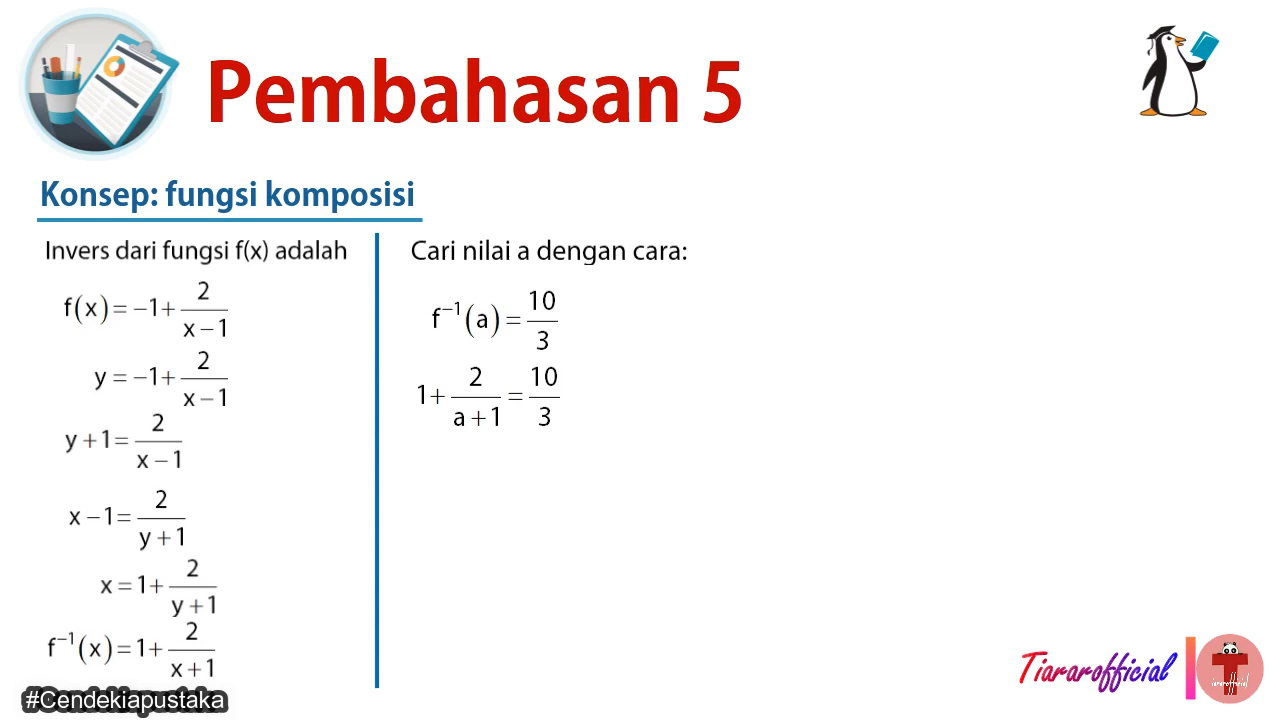 Pembahasan 5
Konsep: fungsi komposisi
Invers dari fungsi f(x) adalah
f(x) = −1+ 2/(x − 1)
y = −1+ 2/(x − 1)
y + 1 = 2/(x − 1)
x − 1 = 2/(y + 1)
x = 1+ 2/(y + 1)
f⁻¹(x) = 1+ 2/(x + 1)
Cari nilai a dengan cara:
f⁻¹(a) = 10/3
1+ 2/(a + 1) = 10/3
#Cendekiapustaka
Tiararofficial
T
tiararofficial